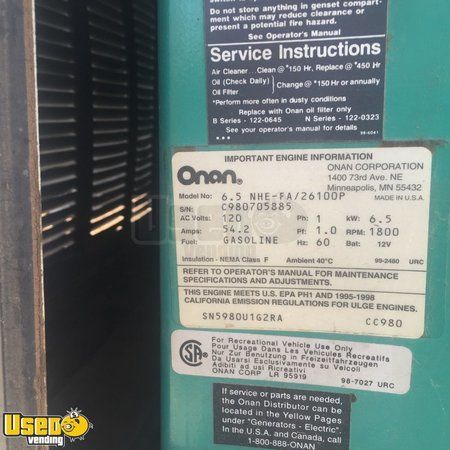 Do not store anything in genset compart-
ment which may reduce clearance or
present a potential fire hazard.
See Operator's Manual
Service Instructions
Air Cleaner... Clean @ *150 Hr, Replace @ *450 Hr
Oil (Check Daily)
Oil Filter
Change @ *150 Hr or annually
*Perform more often in dusty conditions
Replace with Onan oil filter only
B Series - 122-0645 N Series - 122-0323
See your operator's manual for details
98-6041
IMPORTANT ENGINE INFORMATION
Onan
ONAN CORPORATION
1400 73rd Ave. NE
Minneapolis, MN 55432
Model No: 6.5 NHE-FA/26100P MADE IN U.S.A.
S/N: C980705885
AC Volts: 120 Ph: 1 kW: 6.5
Amps: 54.2 Pf: 1.0 RPM: 1800
Fuel: GASOLINE Hz: 60 Bat: 12V
Insulation - NEMA Class F Ambient 40°C 99-2480 URC
REFER TO OPERATOR'S MANUAL FOR MAINTENANCE
SPECIFICATIONS AND ADJUSTMENTS.
THIS ENGINE MEETS U.S. EPA PH1 AND 1995-1998
CALIFORNIA EMISSION REGULATIONS FOR ULGE ENGINES.
SN5980U1G2RA CC980
For Recreational Vehicle Use Only
Pour Usage Dans Les Vehicules Recreatifs
Nur Zur Benutzung in Freizeitfahrzeugen
Da Usarsi Esclusivamente su Veicoli
Adibiti ad usi Ricreativi
ONAN CORP LR 95919 98-7027 URC
If service or parts are needed,
the Onan Distributor can be
located in the Yellow Pages
under "Generators - Electric".
In the U.S.A. and Canada, call
1-800-888-ONAN
Used
vending